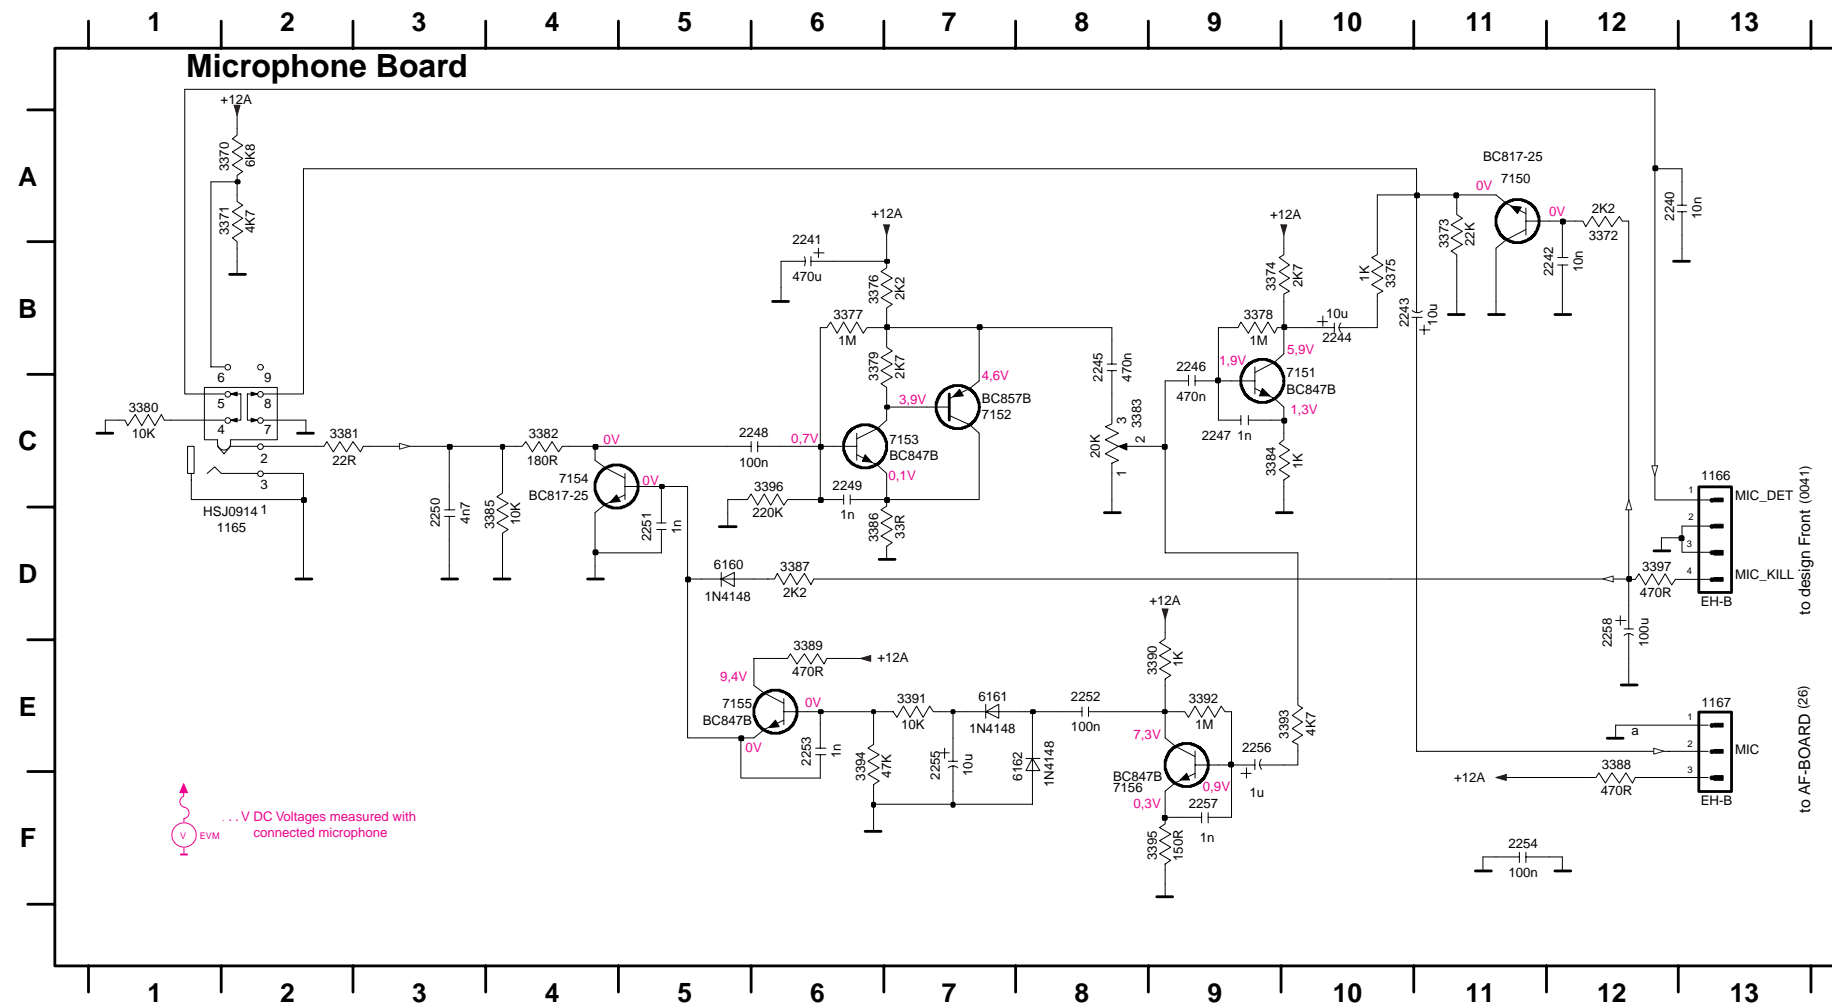 1 2 3 4 5 6 7 8 9 10 11 12 13
Microphone Board
A
B
C
D
E
F
+12A
3370
6K8
3371
4K7
6 9
5 8
4 7
2
3
1
HSJ0914
1165
3380
10K
3381
22R
2250
4n7
3382
180R
3385
10K
0V
7154
BC817-25
0V
2251
1n
2248
100n
3396
220K
2249
1n
0,7V
2241
+
470u
+12A
3376
2K2
3377
1M
3379
2K7
3,9V
4,6V
BC857B
7152
7153
BC847B
0,1V
3386
33R
2245
470n
20K
3
3383
2
1
2246
470n
1,9V
3378
1M
+12A
3374
2K7
5,9V
7151
BC847B
1,3V
2247 1n
3384
1K
+
10u
2244
1K
3375
2243
+
10u
BC817-25
7150
0V
3373
22K
0V
2K2
3372
2242
10n
2240
10n
1166
1
2
3
4
MIC_DET
MIC_KILL
EH-B
to design Front (0041)
3397
470R
2258
+
100u
6160
1N4148
3387
2K2
3389
470R
+12A
9,4V
7155
BC847B
0V
0V
2253
1n
3394
47K
3391
10K
2255
+
10u
6161
1N4148
6162
1N4148
2252
100n
+12A
3390
1K
3392
1M
7,3V
BC847B
7156
0,9V
0,3V
2256
+
1u
2257
1n
3395
150R
3393
4K7
1167
1
2
3
a
MIC
EH-B
3388
470R
+12A
to AF-BOARD (26)
2254
100n
V
EVM
. . . V DC Voltages measured with
connected microphone
1 2 3 4 5 6 7 8 9 10 11 12 13